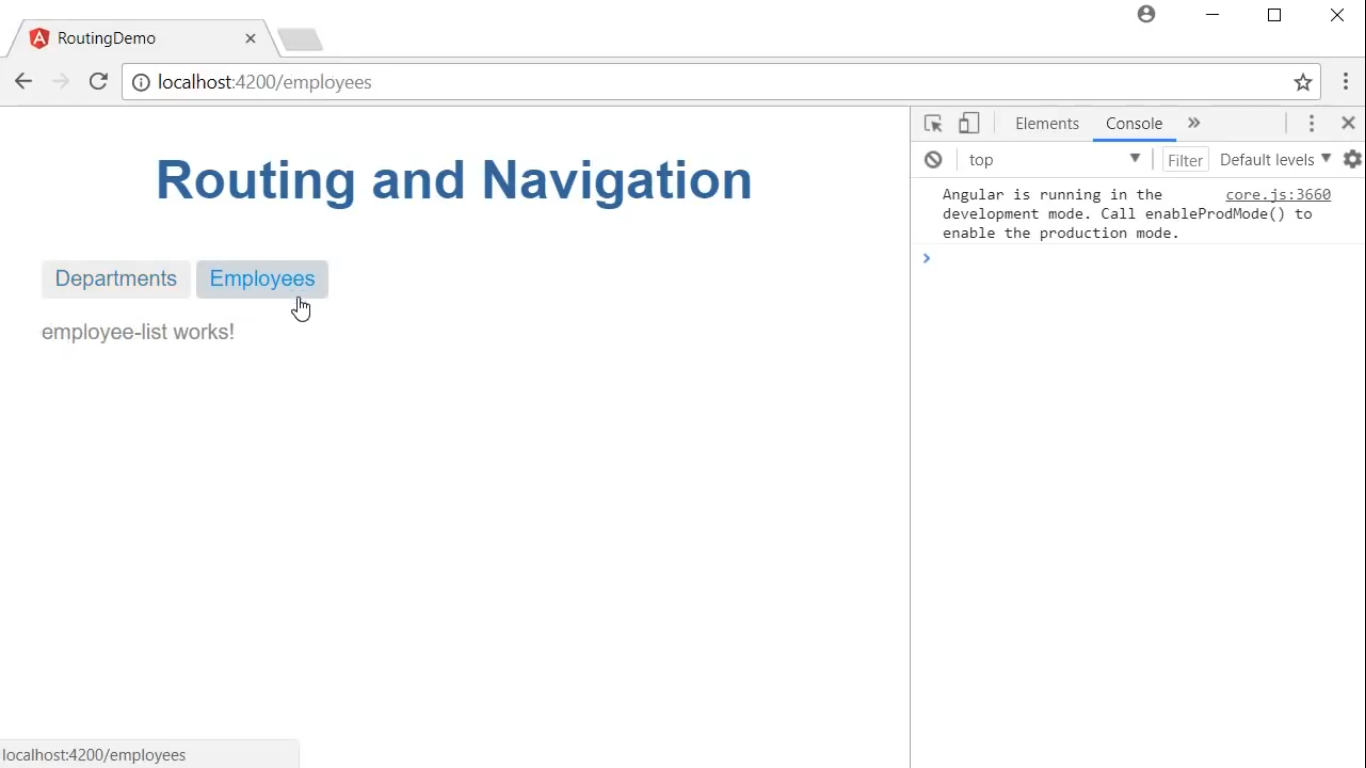 RoutingDemo
localhost:4200/employees
Elements Console
top Filter Default levels
Angular is running in the core.js:3660
development mode. Call enableProdMode() to
enable the production mode.
Routing and Navigation
Departments Employees
employee-list works!
localhost:4200/employees